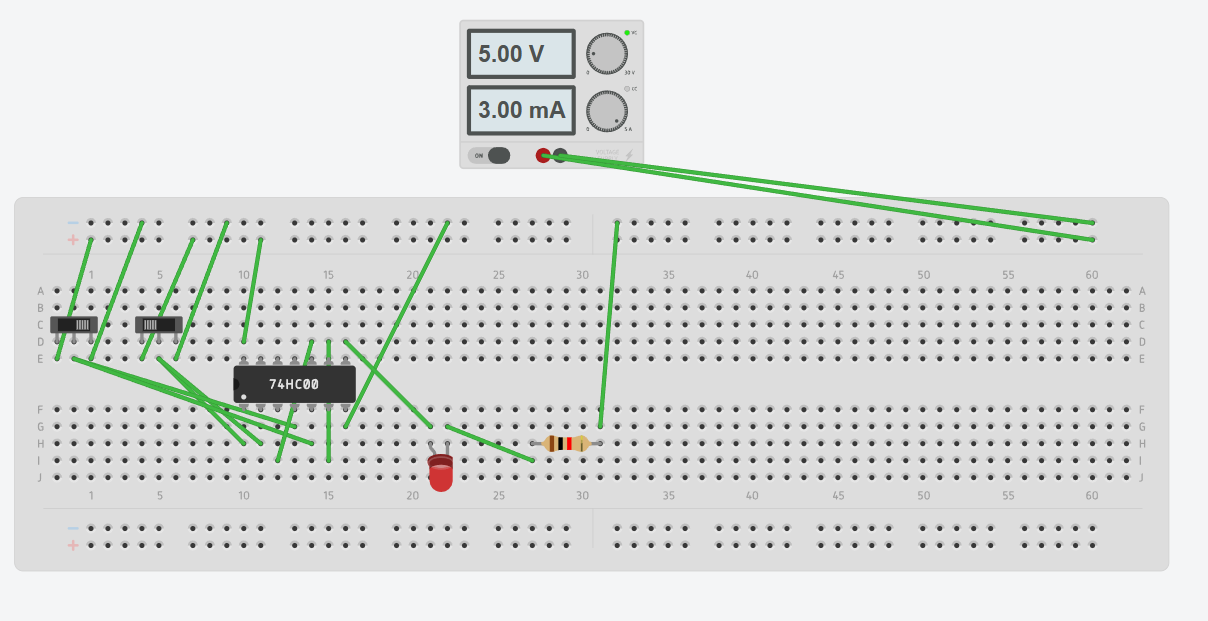 5.00 V
0 30 V
3.00 mA
0 5 A
ON
− −
+ +
1 5 10 15 20 25 30 35 40 45 50 55 60
A A
B B
C C
D D
E E
74HC00
F F
G G
H H
I I
J J
1 5 10 15 20 25 30 35 40 45 50 55 60
−
+